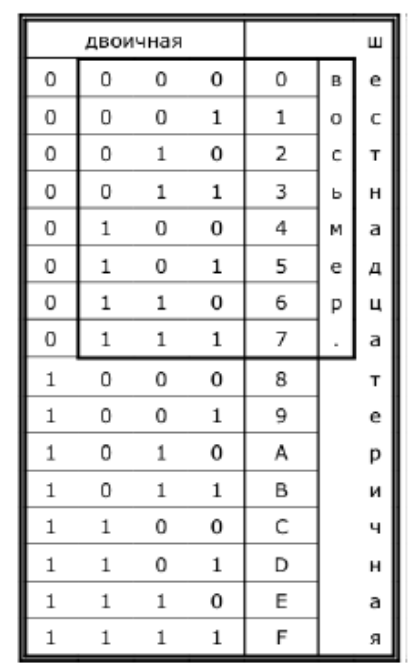 двоичная ш
0 0 0 0 0 в е
0 0 0 1 1 о с
0 0 1 0 2 с т
0 0 1 1 3 ь н
0 1 0 0 4 м а
0 1 0 1 5 е д
0 1 1 0 6 р ц
0 1 1 1 7 . а
1 0 0 0 8 т
1 0 0 1 9 е
1 0 1 0 A р
1 0 1 1 B и
1 1 0 0 C ч
1 1 0 1 D н
1 1 1 0 E а
1 1 1 1 F я